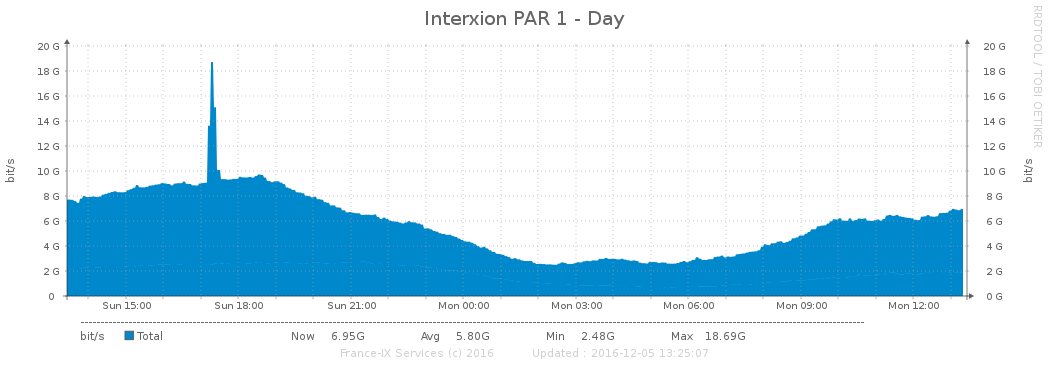 Interxion PAR 1 - Day
RRDTOOL / TOBI OETIKER
bit/s
20 G
18 G
16 G
14 G
12 G
10 G
8 G
6 G
4 G
2 G
0
20 G
18 G
16 G
14 G
12 G
10 G
8 G
6 G
4 G
2 G
0 G
bit/s
Sun 15:00 Sun 18:00 Sun 21:00 Mon 00:00 Mon 03:00 Mon 06:00 Mon 09:00 Mon 12:00
bit/s Total Now 6.95G Avg 5.80G Min 2.48G Max 18.69G
France-IX Services (c) 2016 Updated : 2016-12-05 13:25:07